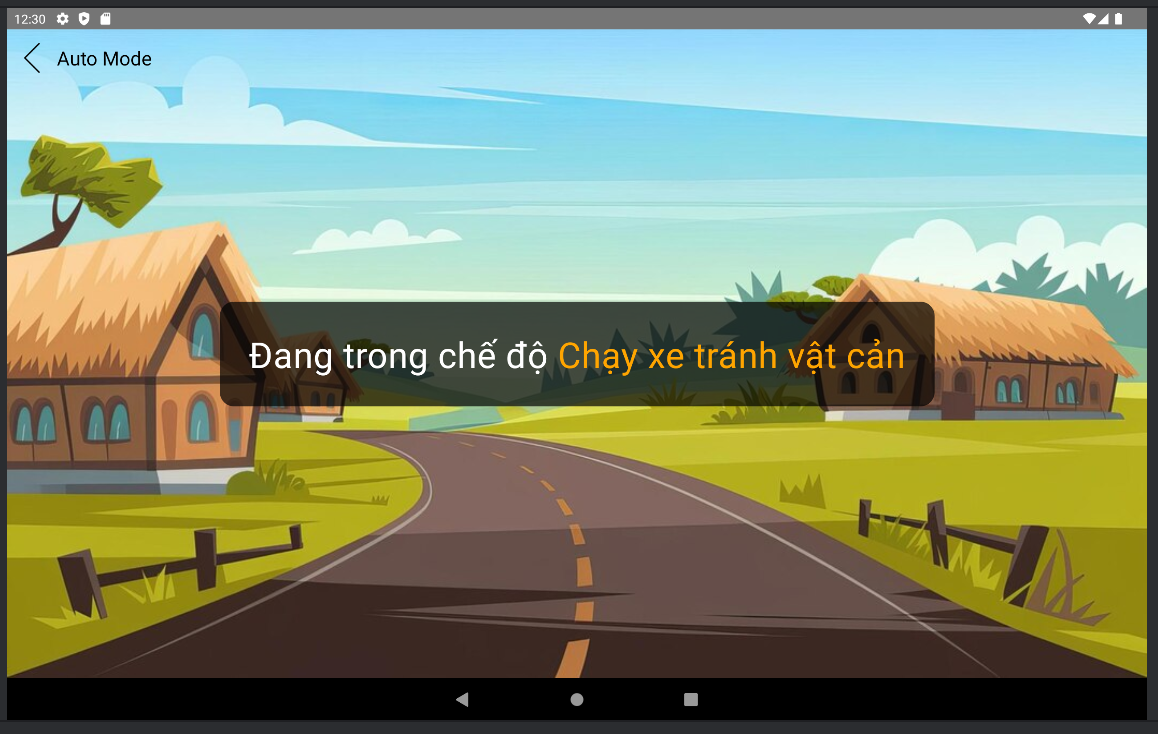 12:30
Auto Mode
Đang trong chế độ Chạy xe tránh vật cản